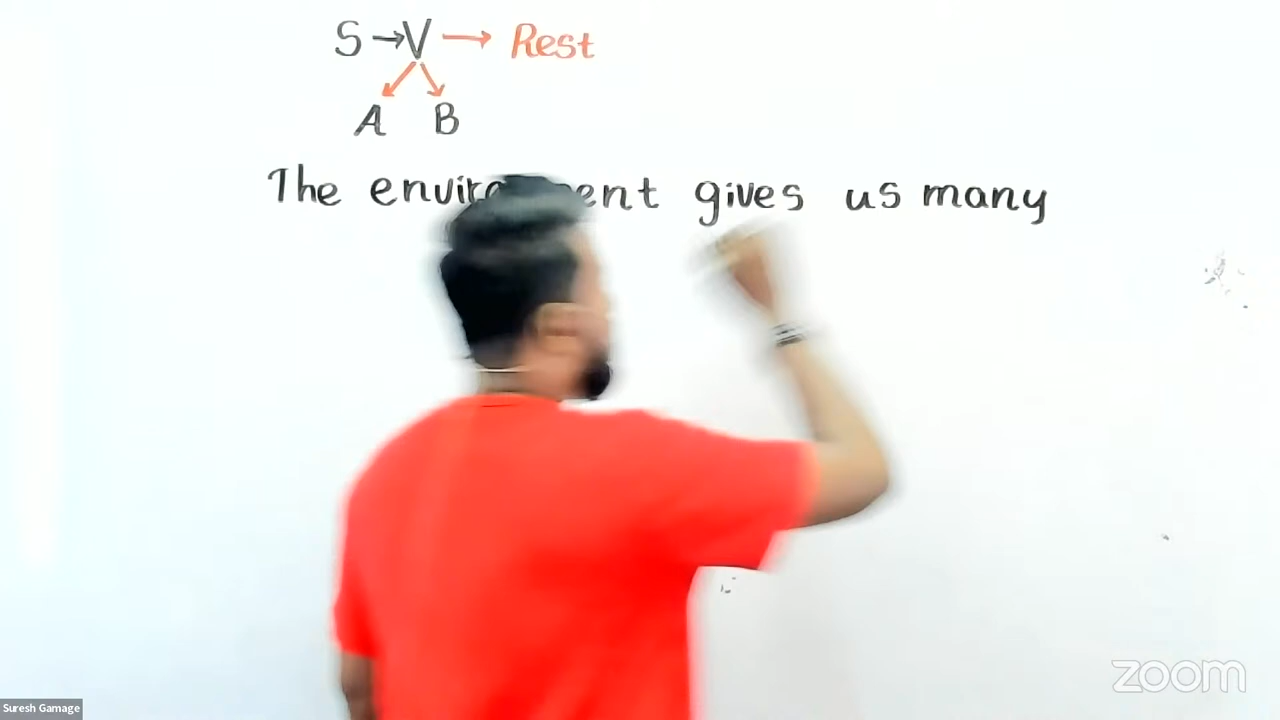 S → V → Rest
A B
The gives us many
Suresh Gamage
zoom